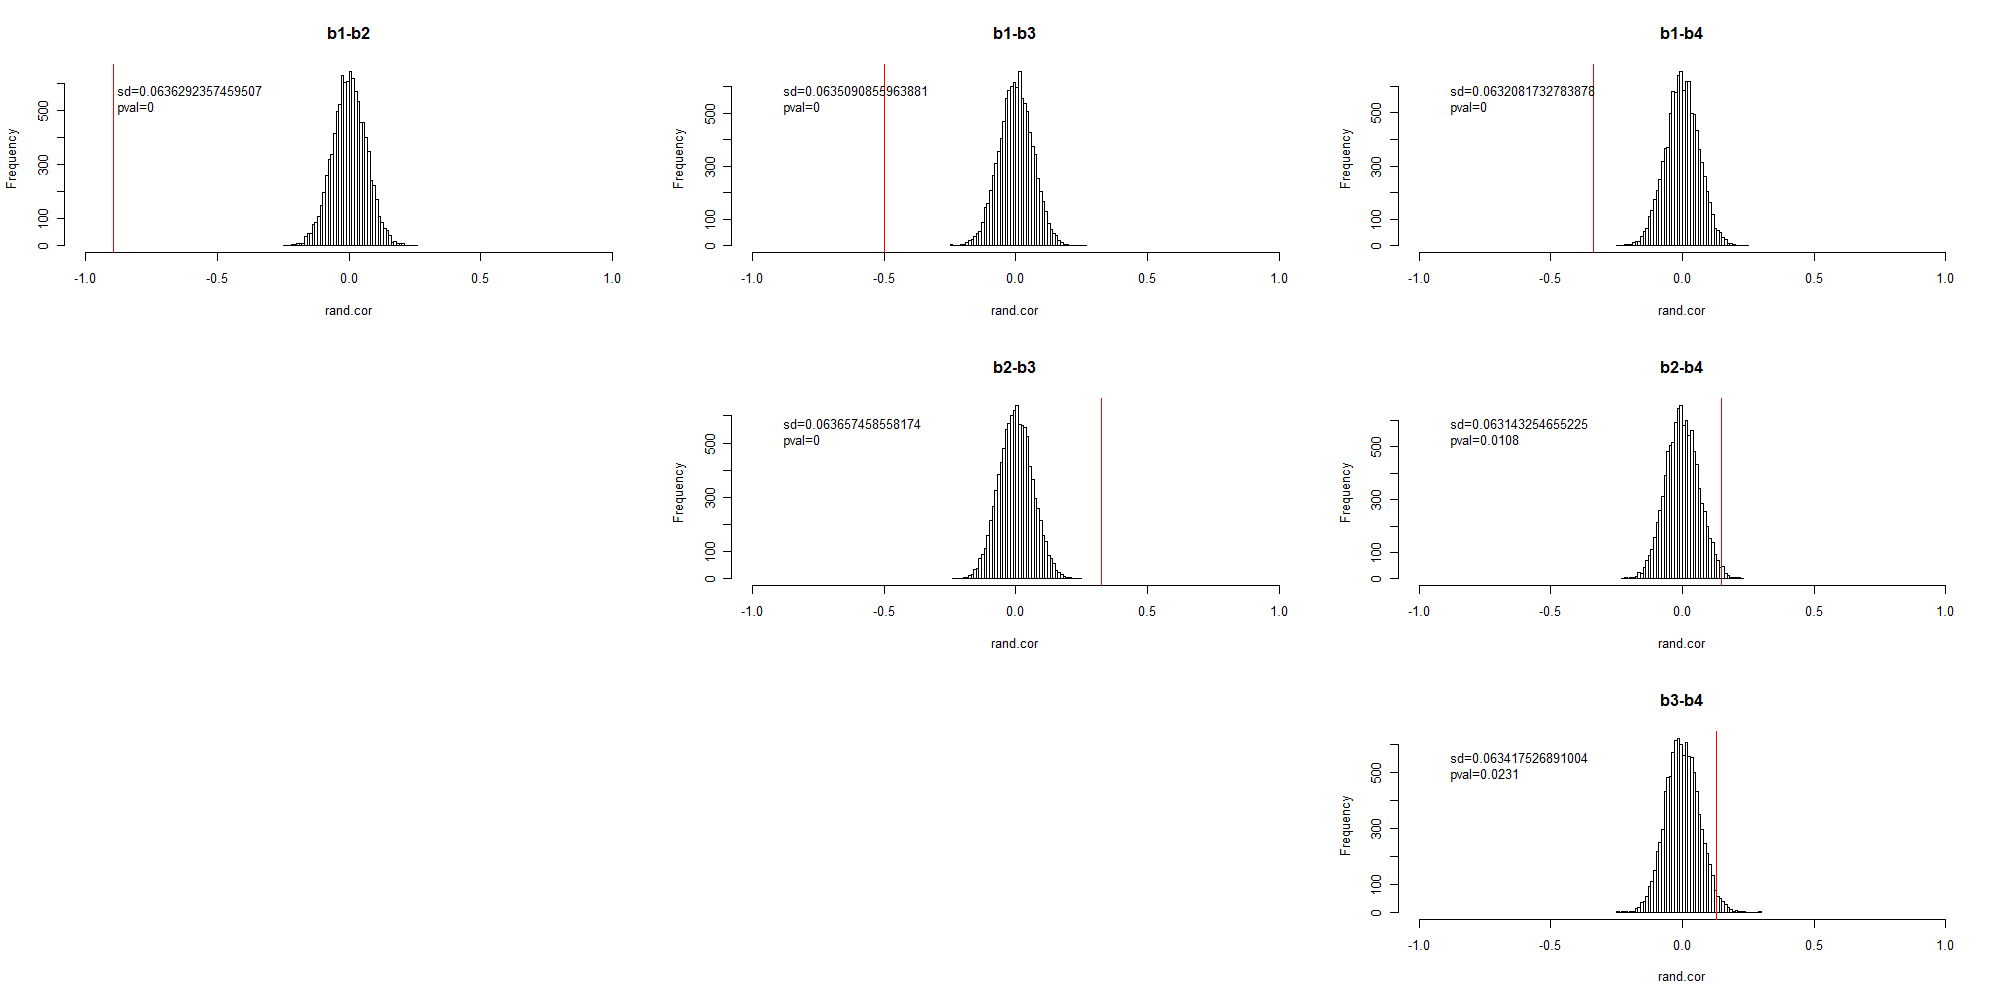 b1-b2
sd=0.0636292357459507
pval=0
Frequency
100 300 500
0
-1.0 -0.5 0.0 0.5 1.0
rand.cor
b1-b3
sd=0.0635090855963881
pval=0
Frequency
0 100 300 500
-1.0 -0.5 0.0 0.5 1.0
rand.cor
b1-b4
sd=0.0632081732783878
pval=0
Frequency
0 100 300 500
-1.0 -0.5 0.0 0.5 1.0
rand.cor
b2-b3
sd=0.063657458558174
pval=0
Frequency
0 100 300 500
-1.0 -0.5 0.0 0.5 1.0
rand.cor
b2-b4
sd=0.063143254655225
pval=0.0108
Frequency
0 100 300 500
-1.0 -0.5 0.0 0.5 1.0
rand.cor
b3-b4
sd=0.063417526891004
pval=0.0231
Frequency
0 100 300 500
-1.0 -0.5 0.0 0.5 1.0
rand.cor